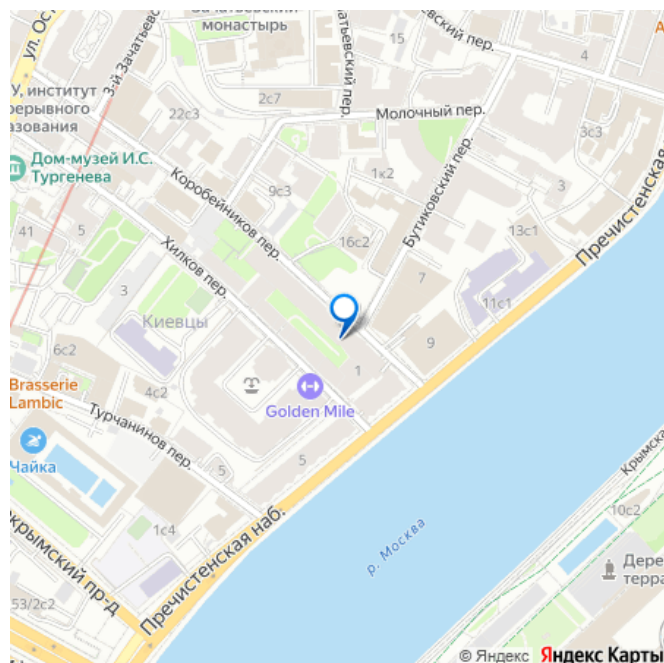 монастырь
15
4
ул. Ост
3-й Зачатьевс
2с7
22с3
Молочный пер.
3с3
У, институт
рерывного
азования
Дом-музей И.С.
Тургенева
Коробейников пер.
9с3
1к2
3
Бутиковский пер.
Пречистенская
41
5
Хилков пер.
16с2
13с1
3
7
11с1
Киевцы
6с2
9
1
4с2
Brasserie
Lambic
Golden Mile
Турчанинов пер.
Чайка
5
5
Крымска
1с4
10с2
Пречистенская наб.
р. Москва
Дере
терра
крымский пр-д
53/2с2
© Яндекс Яндекс Карты